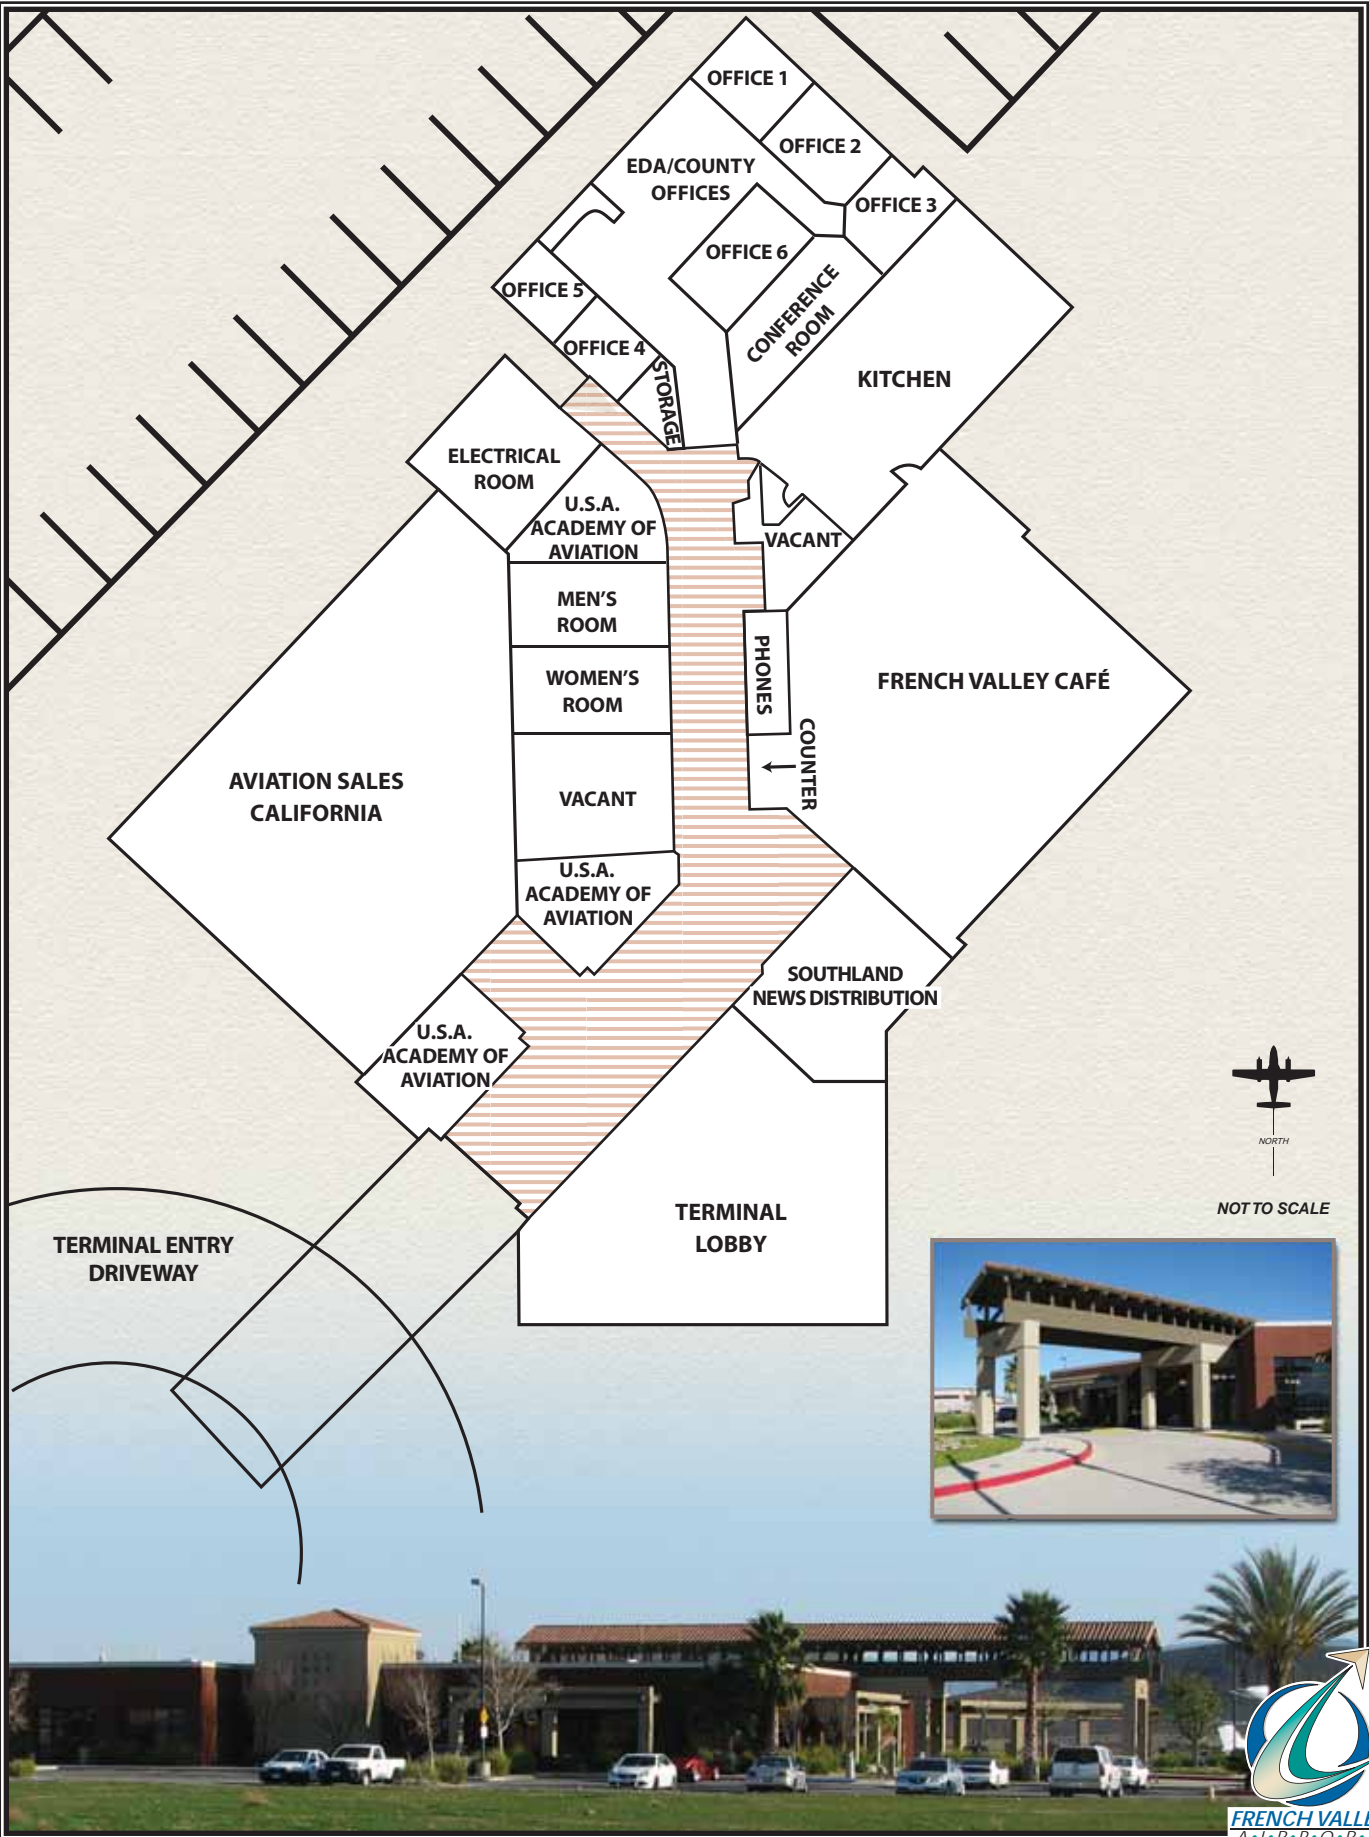 OFFICE 1
OFFICE 2
EDA/COUNTY
OFFICES
OFFICE 3
OFFICE 6
OFFICE 5
CONFERENCE
ROOM
OFFICE 4
STORAGE
KITCHEN
ELECTRICAL
ROOM
U.S.A.
ACADEMY OF
AVIATION
VACANT
MEN'S
ROOM
PHONES
WOMEN'S
ROOM
FRENCH VALLEY CAFÉ
COUNTER
AVIATION SALES
CALIFORNIA
VACANT
U.S.A.
ACADEMY OF
AVIATION
SOUTHLAND
NEWS DISTRIBUTION
U.S.A.
ACADEMY OF
AVIATION
NORTH
NOT TO SCALE
TERMINAL
LOBBY
TERMINAL ENTRY
DRIVEWAY
FRENCH VALLE